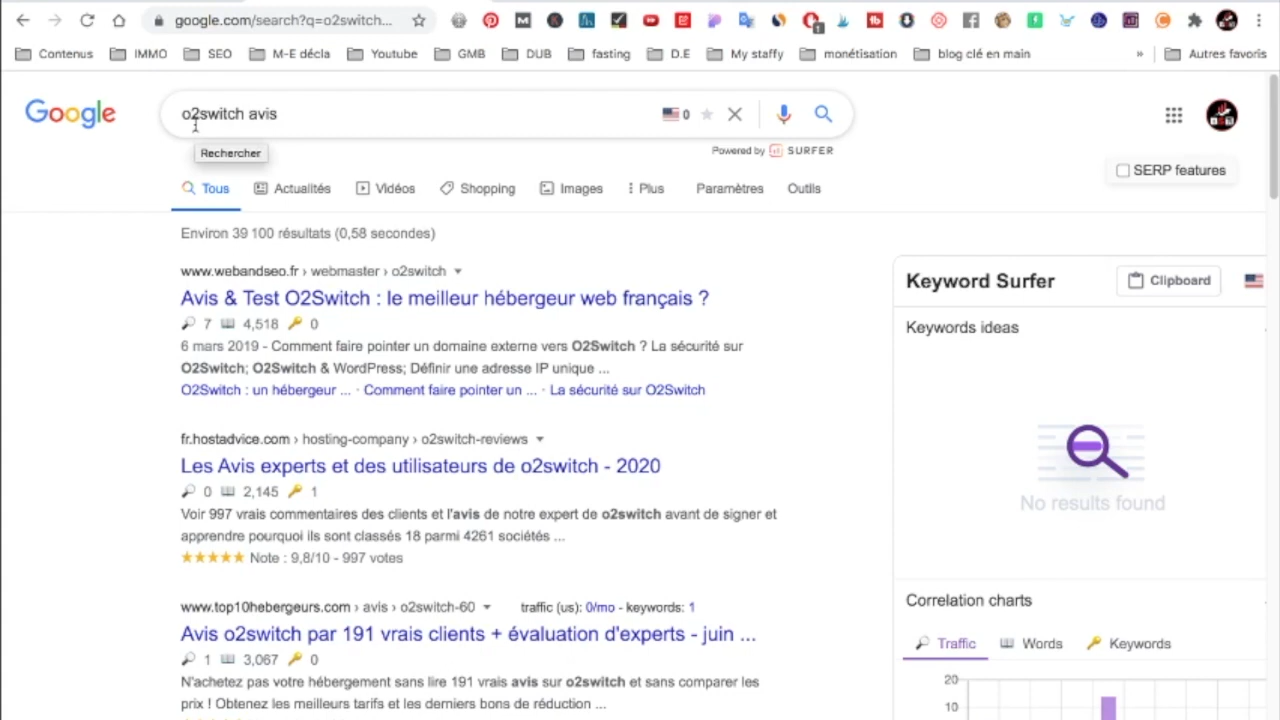 google.com/search?q=o2switch...
Contenus IMMO SEO M-E décla Youtube GMB DUB fasting D.E My staffy monétisation blog clé en main » Autres favoris
Google
o2switch avis
0
Rechercher
Powered by SURFER
SERP features
Tous Actualités Vidéos Shopping Images Plus Paramètres Outils
Environ 39 100 résultats (0,58 secondes)
www.webandseo.fr › webmaster › o2switch
Avis & Test O2Switch : le meilleur hébergeur web français ?
7 4,518 0
6 mars 2019 - Comment faire pointer un domaine externe vers O2Switch ? La sécurité sur
O2Switch; O2Switch & WordPress; Définir une adresse IP unique ...
O2Switch : un hébergeur ... · Comment faire pointer un ... · La sécurité sur O2Switch
fr.hostadvice.com › hosting-company › o2switch-reviews
Les Avis experts et des utilisateurs de o2switch - 2020
0 2,145 1
Voir 997 vrais commentaires des clients et l'avis de notre expert de o2switch avant de signer et
apprendre pourquoi ils sont classés 18 parmi 4261 sociétés ...
Note : 9,8/10 - 997 votes
www.top10hebergeurs.com › avis › o2switch-60 traffic (us): 0/mo - keywords: 1
Avis o2switch par 191 vrais clients + évaluation d'experts - juin ...
1 3,067 0
N'achetez pas votre hébergement sans lire 191 vrais avis sur o2switch et sans comparer les
prix ! Obtenez les meilleurs tarifs et les derniers bons de réduction ...
Keyword Surfer Clipboard
Keywords ideas
No results found
Correlation charts
Traffic Words Keywords
20
10